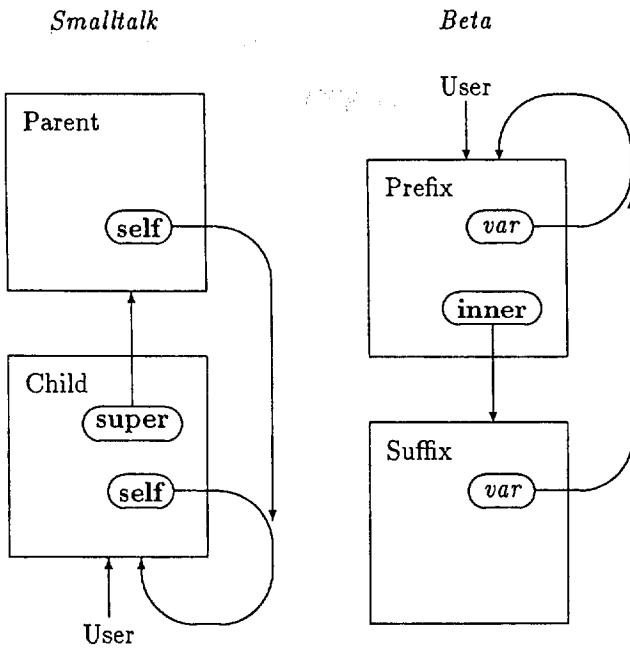 Smalltalk
Parent
self
Child
super
self
User
Beta
User
Prefix
var
inner
Suffix
var